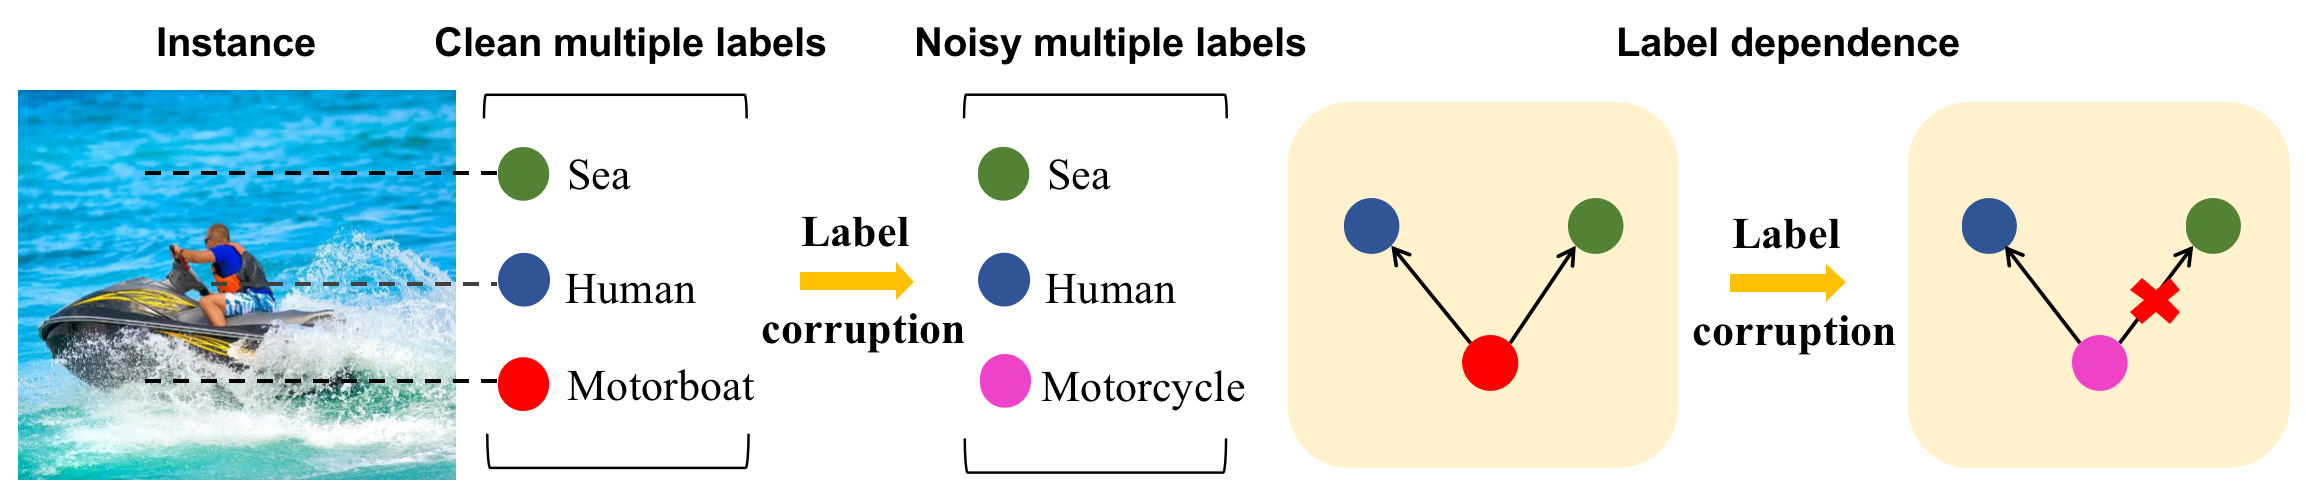 Instance
Clean multiple labels
Noisy multiple labels
Label dependence
Sea
Human
Motorboat
Label
corruption
Sea
Human
Motorcycle
Label
corruption